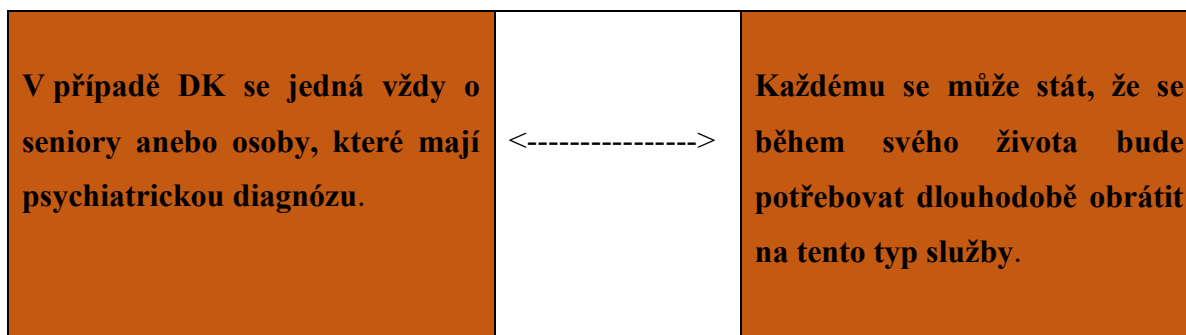 V případě DK se jedná vždy o
seniory anebo osoby, které mají
psychiatrickou diagnózu.
<---------------->
Každému se může stát, že se
během svého života bude
potřebovat dlouhodobě obrátit
na tento typ služby.